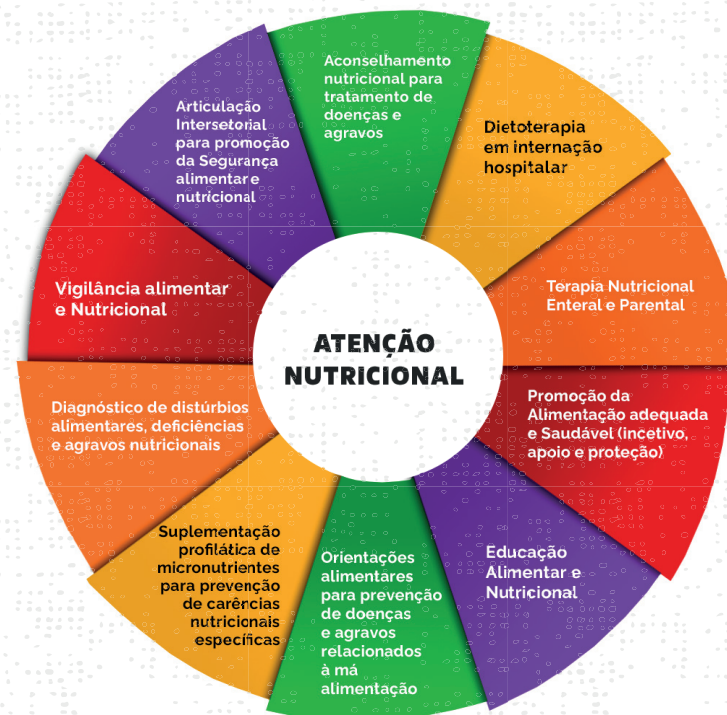 Aconselhamento
nutricional para
tratamento de
doenças e
agravos
Dietoterapia
em internação
hospitalar
Terapia Nutricional
Enteral e Parental
Promoção da
Alimentação adequada
e Saudável (incetivo,
apoio e proteção)
Educação
Alimentar e
Nutricional
Orientações
alimentares
para prevenção
de doenças
e agravos
relacionados
à má
alimentação
Suplementação
profilática de
micronutrientes
para prevenção
de carências
nutricionais
específicas
Diagnóstico de distúrbios
alimentares, deficiências
e agravos nutricionais
Vigilância alimentar
e Nutricional
Articulação
Intersetorial
para promoção
da Segurança
alimentar e
nutricional
ATENÇÃO
NUTRICIONAL